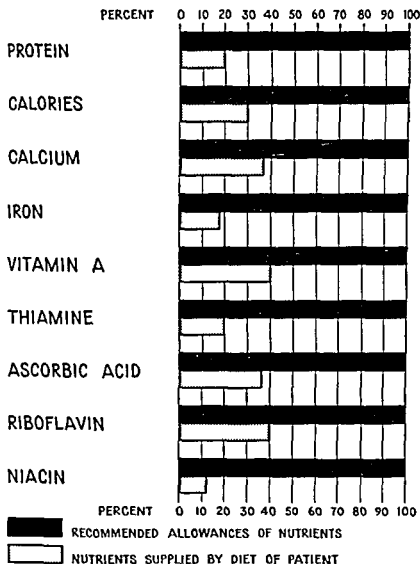 PERCENT 0 10 20 30 40 50 60 70 80 90 100
PROTEIN
CALORIES
CALCIUM
IRON
VITAMIN A
THIAMINE
ASCORBIC ACID
RIBOFLAVIN
NIACIN
PERCENT 0 10 20 30 40 50 60 70 80 90 100
RECOMMENDED ALLOWANCES OF NUTRIENTS
NUTRIENTS SUPPLIED BY DIET OF PATIENT